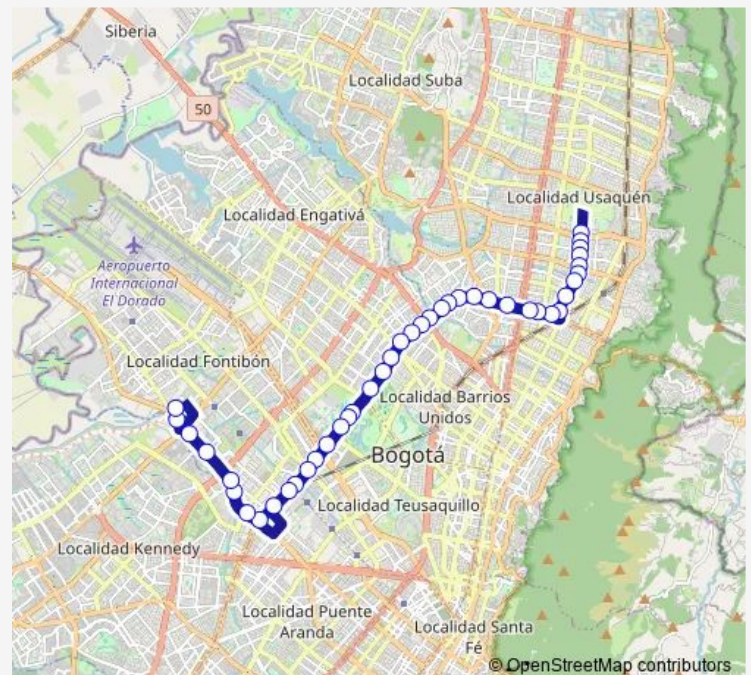 Siberia
Localidad Suba
50
Localidad Usaquén
Localidad Engativá
Aeropuerto
Internacional
El Dorado
Localidad Fontibón
Localidad Barrios
Unidos
Bogotá
Localidad Teusaquillo
Localidad Kennedy
Localidad Puente
Aranda
Localidad Santa
Fé
© OpenStreetMap contributors